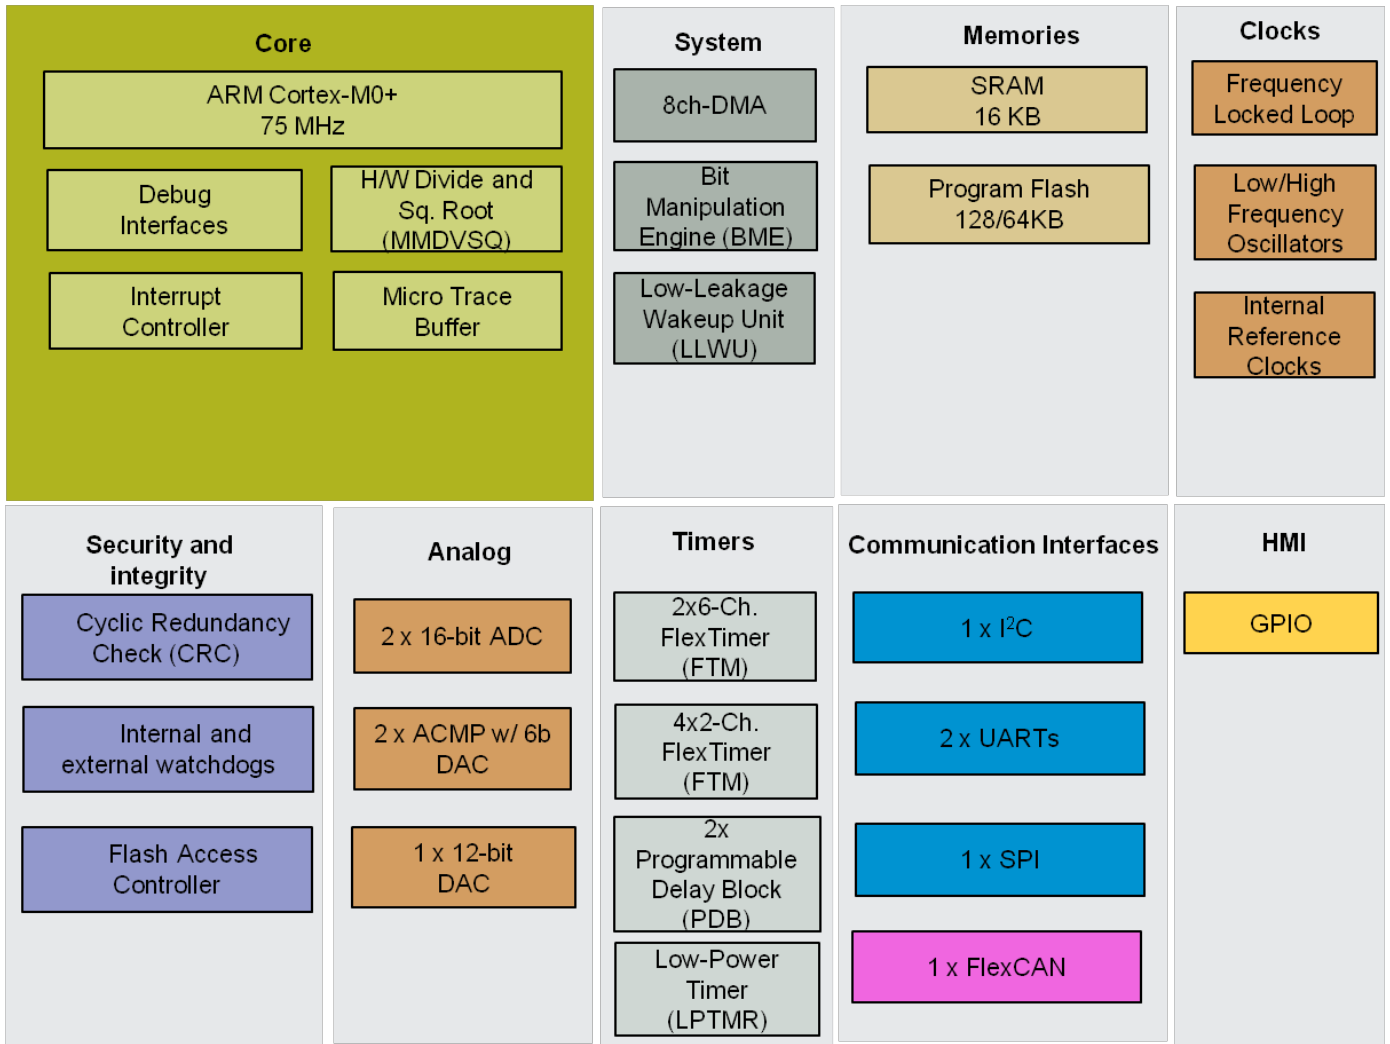 Core
ARM Cortex-M0+
75 MHz
Debug
Interfaces
H/W Divide and
Sq. Root
(MMDVSQ)
Interrupt
Controller
Micro Trace
Buffer
System
8ch-DMA
Bit
Manipulation
Engine (BME)
Low-Leakage
Wakeup Unit
(LLWU)
Memories
SRAM
16 KB
Program Flash
128/64KB
Clocks
Frequency
Locked Loop
Low/High
Frequency
Oscillators
Internal
Reference
Clocks
Security and
integrity
Cyclic Redundancy
Check (CRC)
Internal and
external watchdogs
Flash Access
Controller
Analog
2 x 16-bit ADC
2 x ACMP w/ 6b
DAC
1 x 12-bit
DAC
Timers
2x6-Ch.
FlexTimer
(FTM)
4x2-Ch.
FlexTimer
(FTM)
2x
Programmable
Delay Block
(PDB)
Low-Power
Timer
(LPTMR)
Communication Interfaces
1 x I²C
2 x UARTs
1 x SPI
1 x FlexCAN
HMI
GPIO